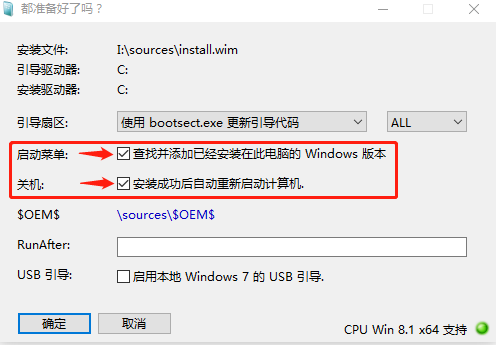 都准备好了吗？
安装文件: I:\sources\install.wim
引导驱动器: C:
安装驱动器: C:
引导扇区: 使用 bootsect.exe 更新引导代码 ALL
启动菜单: 查找并添加已经安装在此电脑的 Windows 版本
关机: 安装成功后自动重新启动计算机.
$OEM$ \sources\$OEM$
RunAfter:
USB 引导: 启用本地 Windows 7 的 USB 引导.
确定 取消
CPU Win 8.1 x64 支持